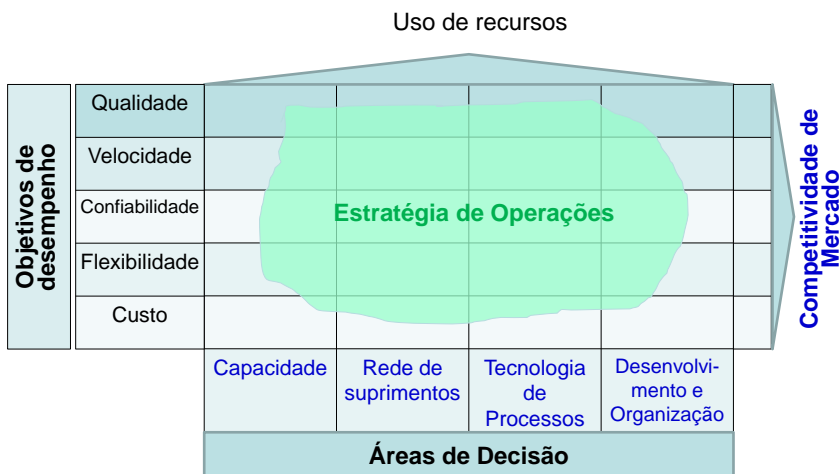 Uso de recursos
Objetivos de
desempenho
Qualidade
Velocidade
Confiabilidade
Flexibilidade
Custo
Estratégia de Operações
Competitividade de
Mercado
Capacidade
Rede de
suprimentos
Tecnologia
de
Processos
Desenvolvi-
mento e
Organização
Áreas de Decisão